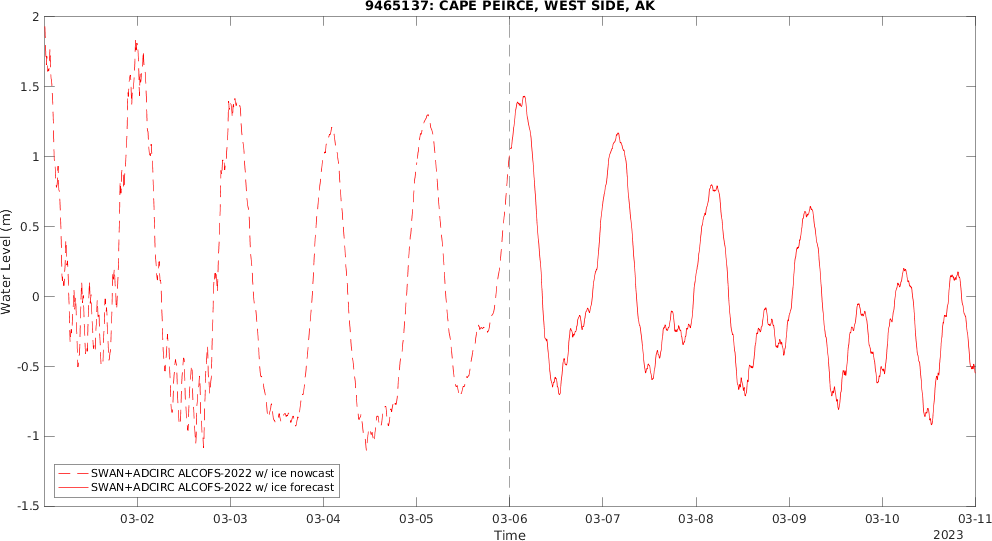 9465137: CAPE PEIRCE, WEST SIDE, AK
2
1.5
1
0.5
0
-0.5
-1
-1.5
Water Level (m)
SWAN+ADCIRC ALCOFS-2022 w/ ice nowcast
SWAN+ADCIRC ALCOFS-2022 w/ ice forecast
03-02 03-03 03-04 03-05 03-06 03-07 03-08 03-09 03-10 03-11
Time
2023